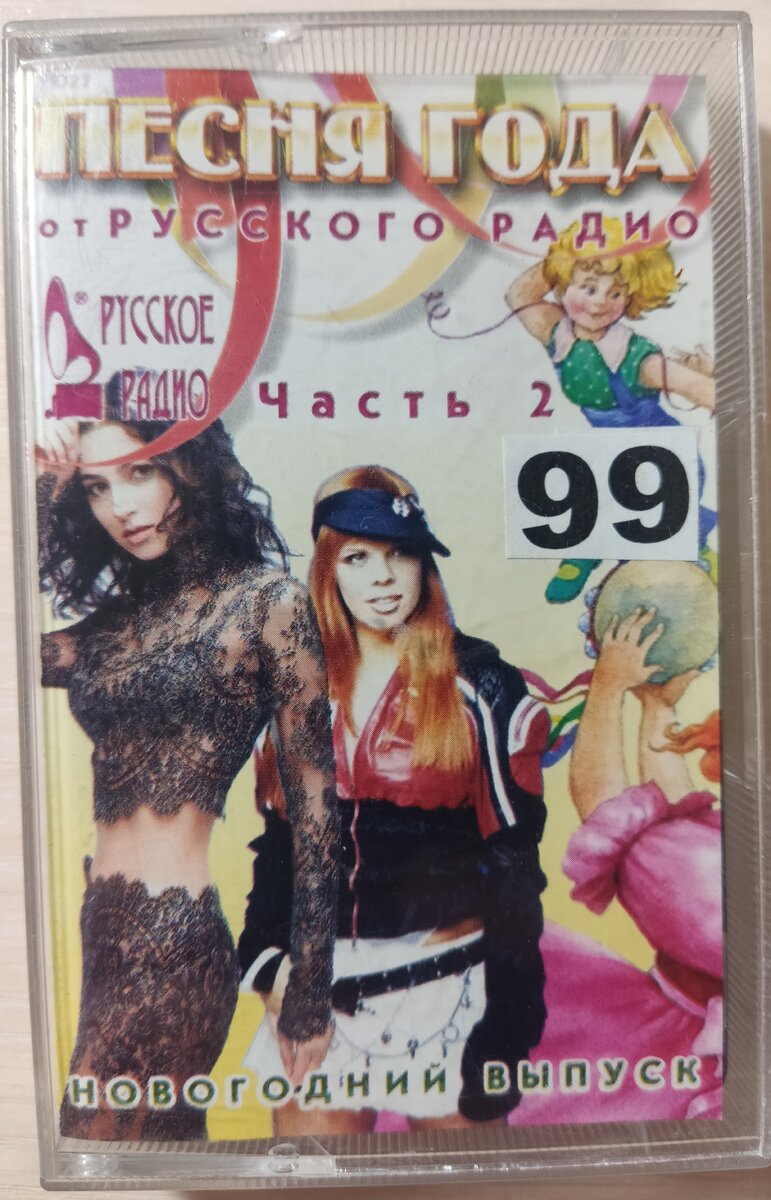 ПЕСНЯ ГОДА
от РУССКОГО РАДИО
® РУССКОЕ
РАДИО
Часть 2
99
НОВОГОДНИЙ ВЫПУСК